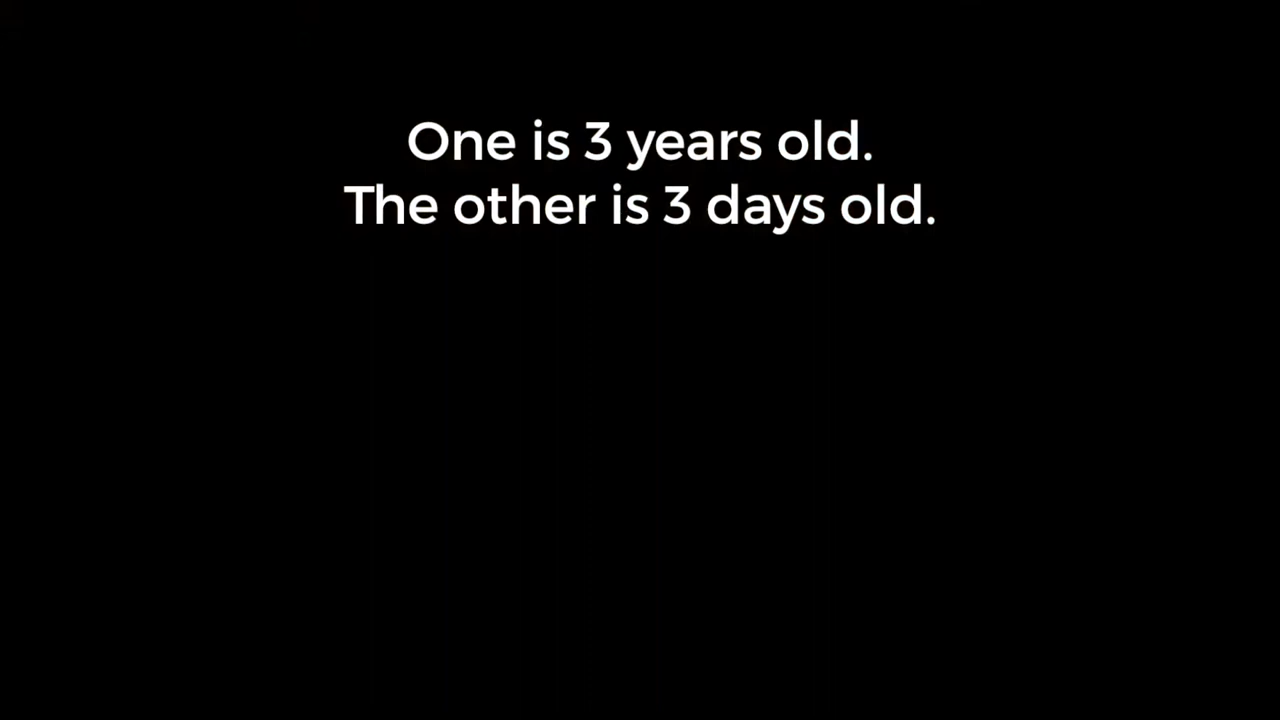 One is 3 years old.
The other is 3 days old.